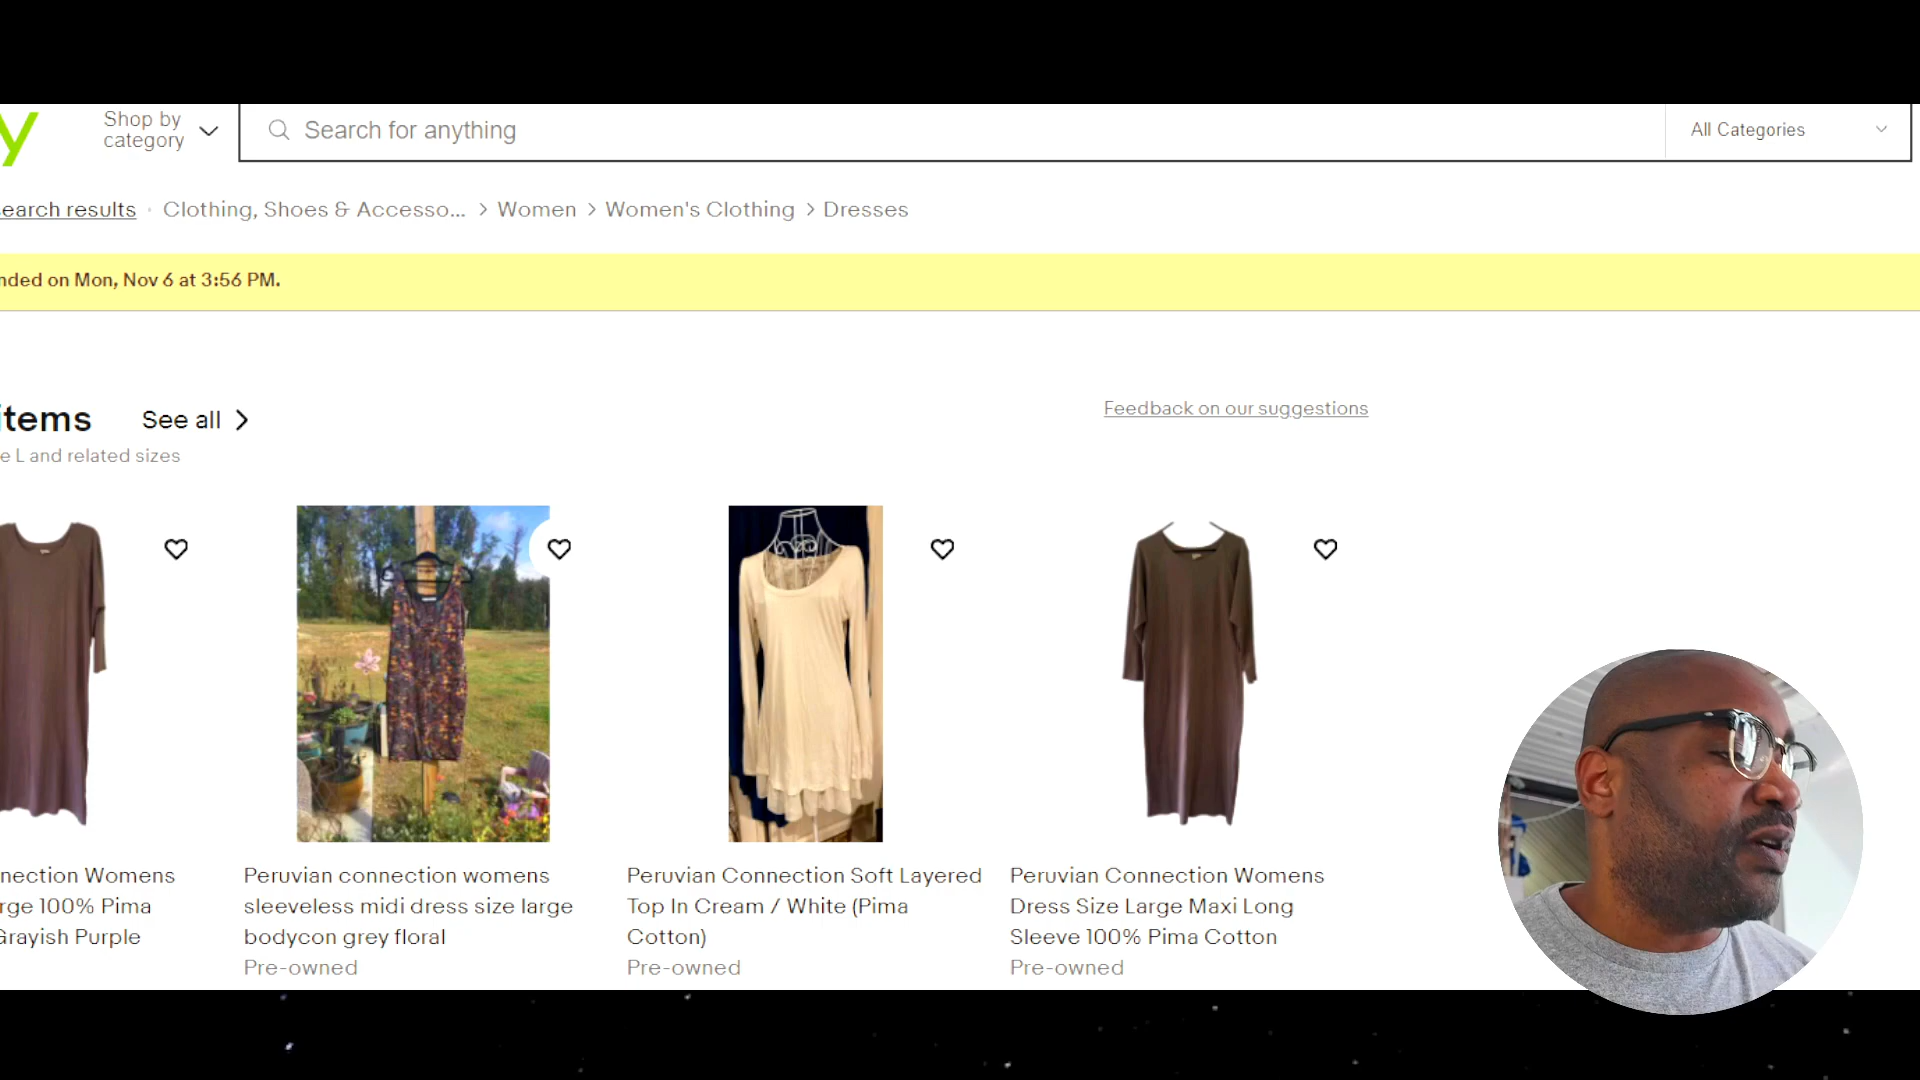 y
Shop by
category
Search for anything
All Categories
earch results · Clothing, Shoes & Accesso... > Women > Women's Clothing > Dresses
nded on Mon, Nov 6 at 3:56 PM.
items
See all >
Feedback on our suggestions
e L and related sizes
nection Womens
rge 100% Pima
Grayish Purple
Peruvian connection womens
sleeveless midi dress size large
bodycon grey floral
Pre-owned
Peruvian Connection Soft Layered
Top In Cream / White (Pima
Cotton)
Pre-owned
Peruvian Connection Womens
Dress Size Large Maxi Long
Sleeve 100% Pima Cotton
Pre-owned